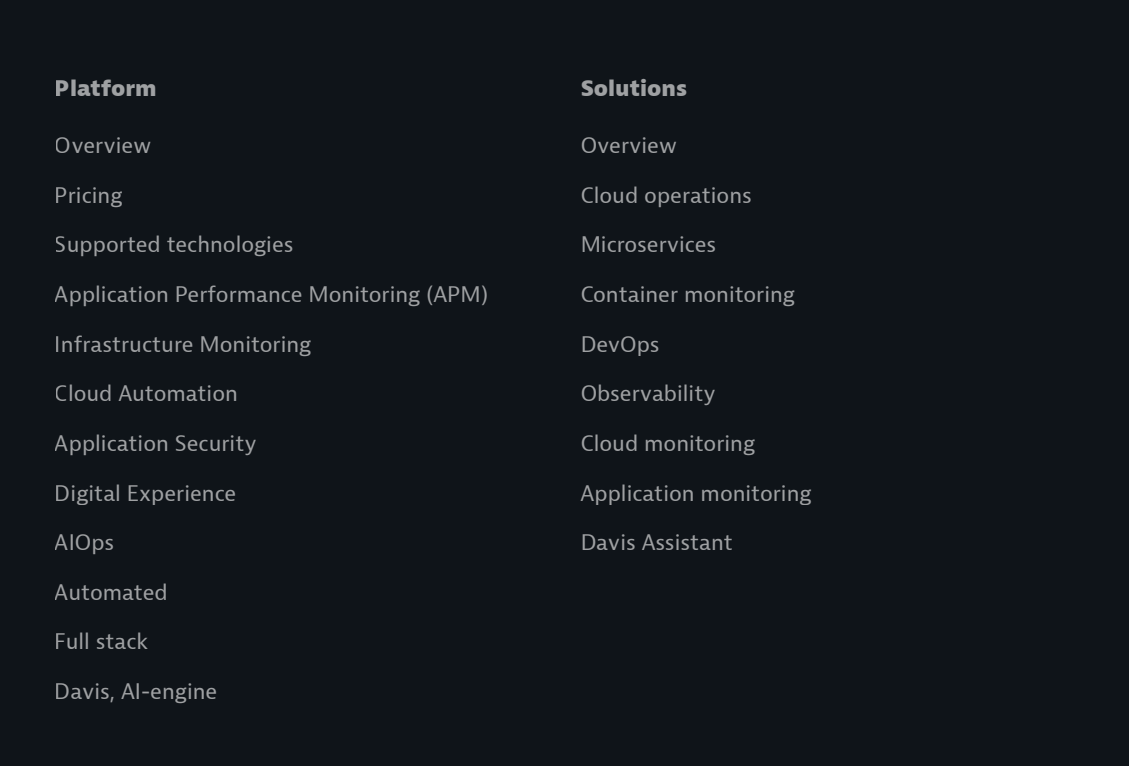 Platform
Overview
Pricing
Supported technologies
Application Performance Monitoring (APM)
Infrastructure Monitoring
Cloud Automation
Application Security
Digital Experience
AIOps
Automated
Full stack
Davis, AI-engine
Solutions
Overview
Cloud operations
Microservices
Container monitoring
DevOps
Observability
Cloud monitoring
Application monitoring
Davis Assistant